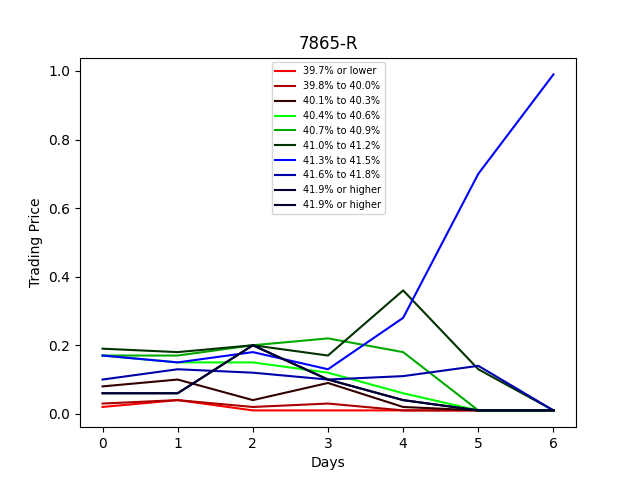 7865-R
39.7% or lower
39.8% to 40.0%
40.1% to 40.3%
40.4% to 40.6%
40.7% to 40.9%
41.0% to 41.2%
41.3% to 41.5%
41.6% to 41.8%
41.9% or higher
41.9% or higher
Trading Price
1.0
0.8
0.6
0.4
0.2
0.0
0 1 2 3 4 5 6
Days